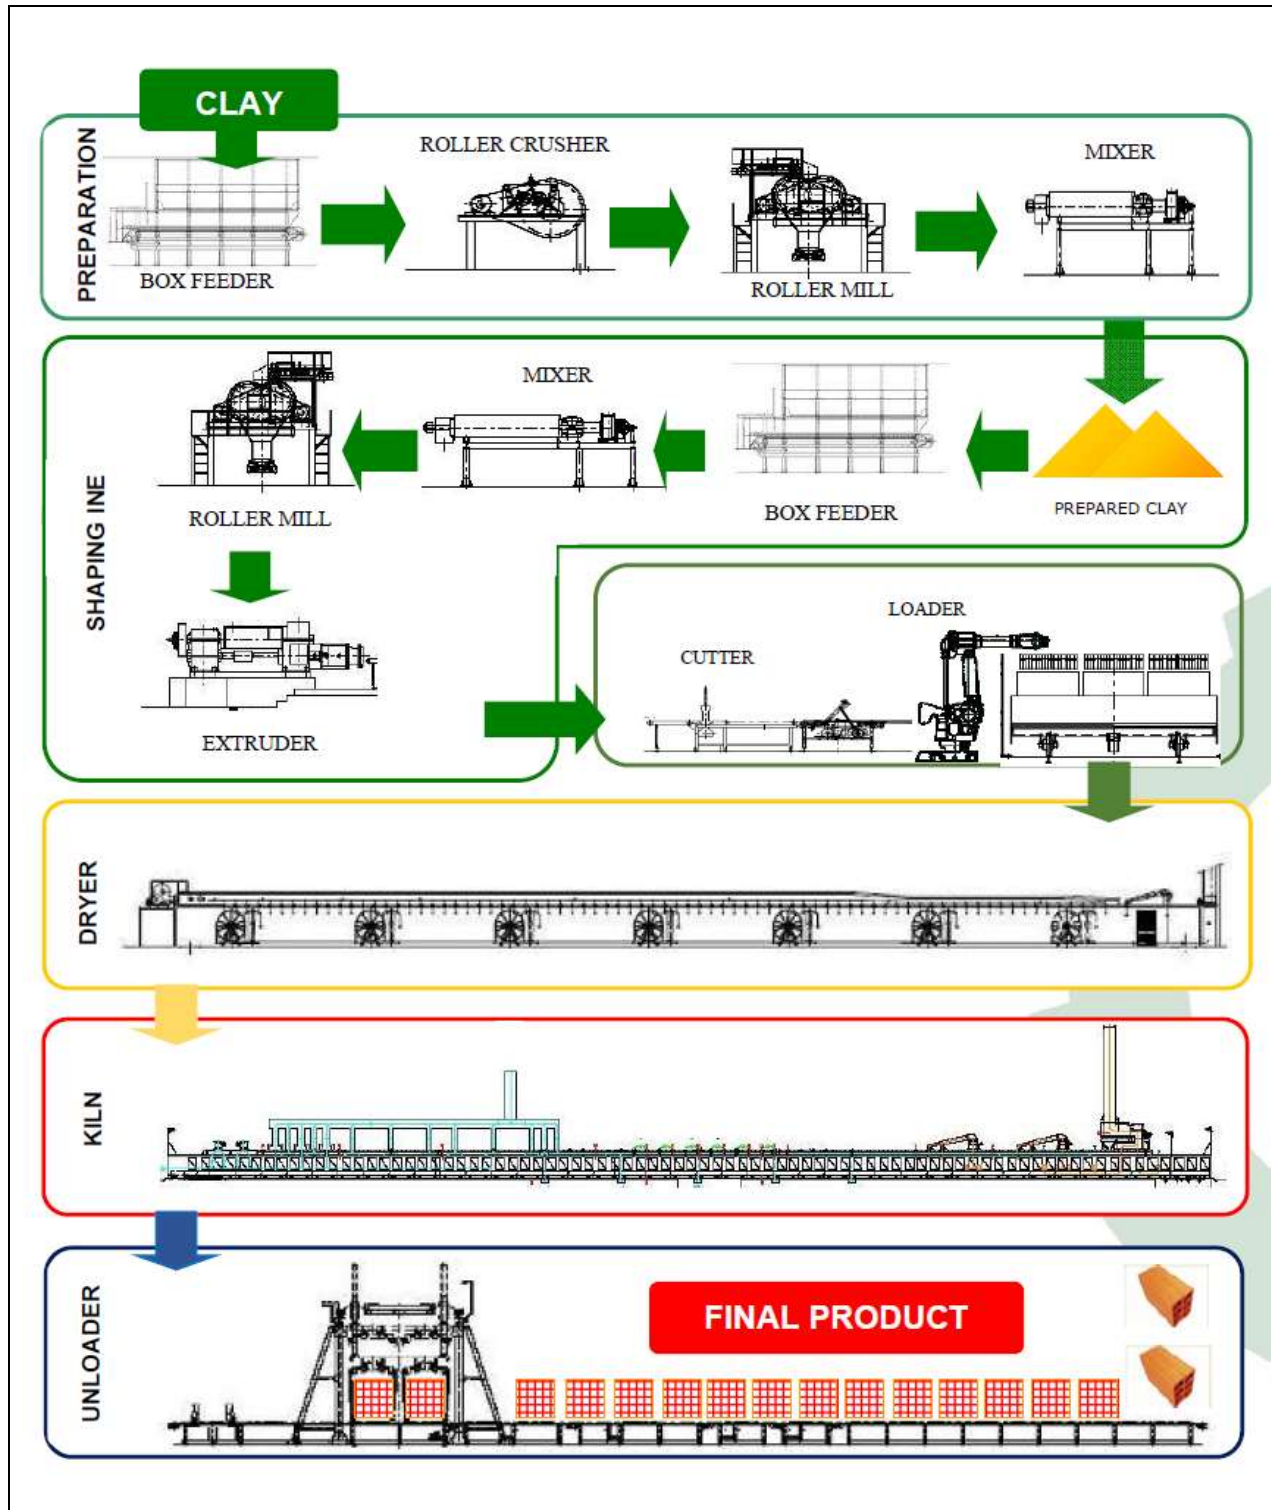 CLAY
PREPARATION
BOX FEEDER
ROLLER CRUSHER
ROLLER MILL
MIXER
SHAPING INE
PREPARED CLAY
BOX FEEDER
MIXER
ROLLER MILL
EXTRUDER
CUTTER
LOADER
DRYER
KILN
UNLOADER
FINAL PRODUCT